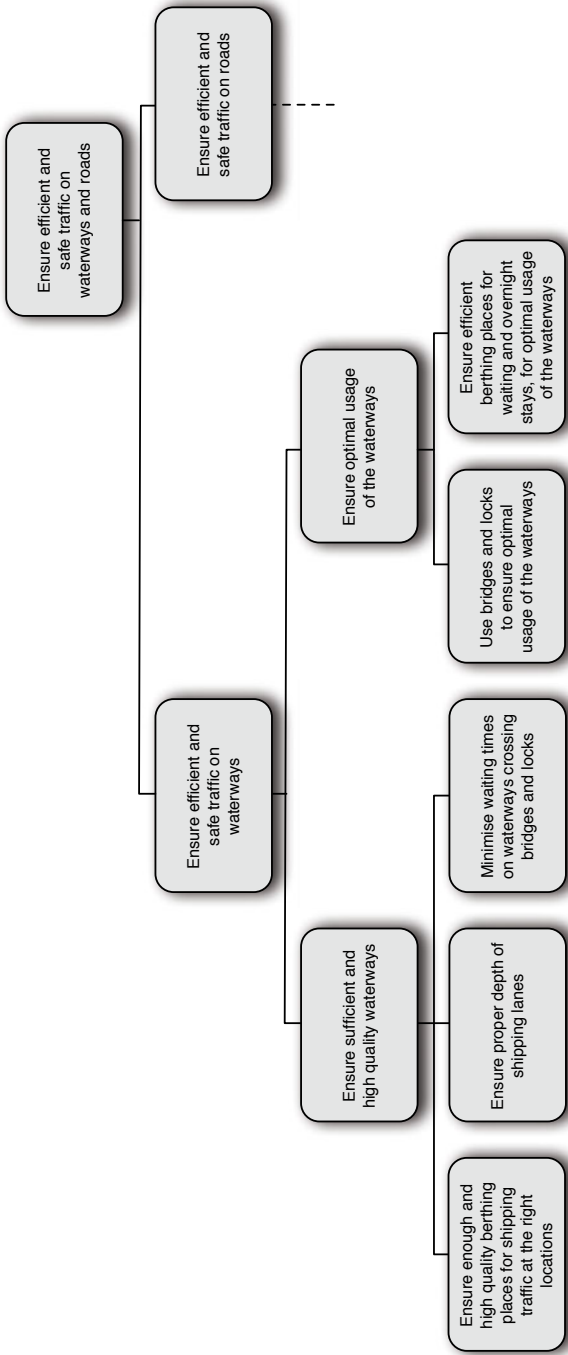 Ensure efficient and
safe traffic on
waterways and roads
Ensure efficient and
safe traffic on
waterways
Ensure efficient and
safe traffic on roads
Ensure sufficient and
high quality waterways
Ensure optimal usage
of the waterways
Ensure enough and
high quality berthing
places for shipping
traffic at the right
locations
Ensure proper depth of
shipping lanes
Minimise waiting times
on waterways crossing
bridges and locks
Use bridges and locks
to ensure optimal
usage of the waterways
Ensure efficient
berthing places for
waiting and overnight
stays, for optimal usage
of the waterways